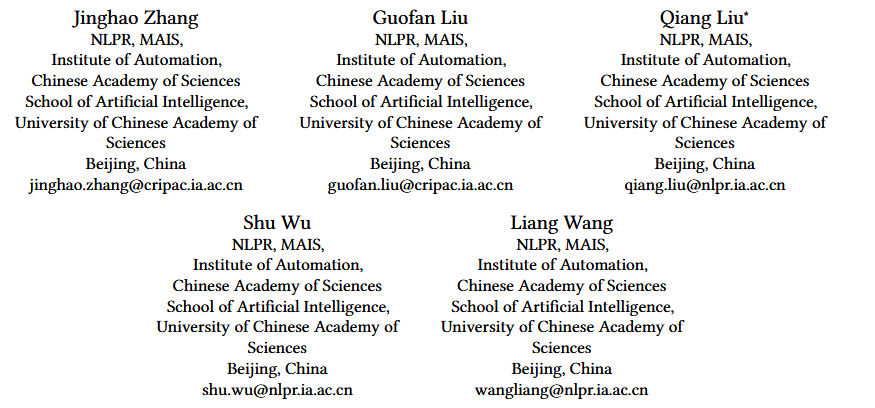 Jinghao Zhang
NLPR, MAIS,
Institute of Automation,
Chinese Academy of Sciences
School of Artificial Intelligence,
University of Chinese Academy of
Sciences
Beijing, China
jinghao.zhang@cripac.ia.ac.cn
Guofan Liu
NLPR, MAIS,
Institute of Automation,
Chinese Academy of Sciences
School of Artificial Intelligence,
University of Chinese Academy of
Sciences
Beijing, China
guofan.liu@cripac.ia.ac.cn
Qiang Liu*
NLPR, MAIS,
Institute of Automation,
Chinese Academy of Sciences
School of Artificial Intelligence,
University of Chinese Academy of
Sciences
Beijing, China
qiang.liu@nlpr.ia.ac.cn
Shu Wu
NLPR, MAIS,
Institute of Automation,
Chinese Academy of Sciences
School of Artificial Intelligence,
University of Chinese Academy of
Sciences
Beijing, China
shu.wu@nlpr.ia.ac.cn
Liang Wang
NLPR, MAIS,
Institute of Automation,
Chinese Academy of Sciences
School of Artificial Intelligence,
University of Chinese Academy of
Sciences
Beijing, China
wangliang@nlpr.ia.ac.cn